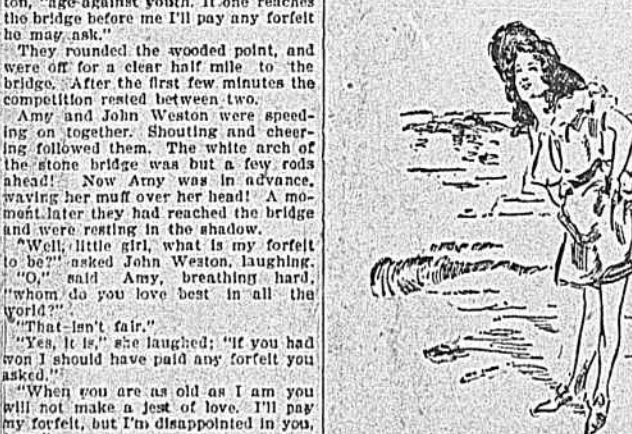 ton, "age against youth. If one reaches
the bridge before me I'll pay any forfeit
he may ask."
They rounded the wooded point, and
were off for a clear half mile to the
bridge. After the first few minutes the
competition rested between two.
Amy and John Weston were speed-
ing on together. Shouting and cheer-
ing followed them. The white arch of
the stone bridge was but a few rods
ahead! Now Amy was in advance,
waving her muff over her head! A mo-
ment later they had reached the bridge
and were resting in the shadow.
"Well, little girl, what is my forfeit
to be?" asked John Weston, laughing.
"O," said Amy, breathing hard,
"whom do you love best in all the
world?"
"That isn't fair."
"Yes, it is," she laughed; "if you had
won I should have paid any forfeit you
asked."
"When you are as old as I am you
will not make a jest of love. I'll pay
my forfeit, but I'm disappointed in you,